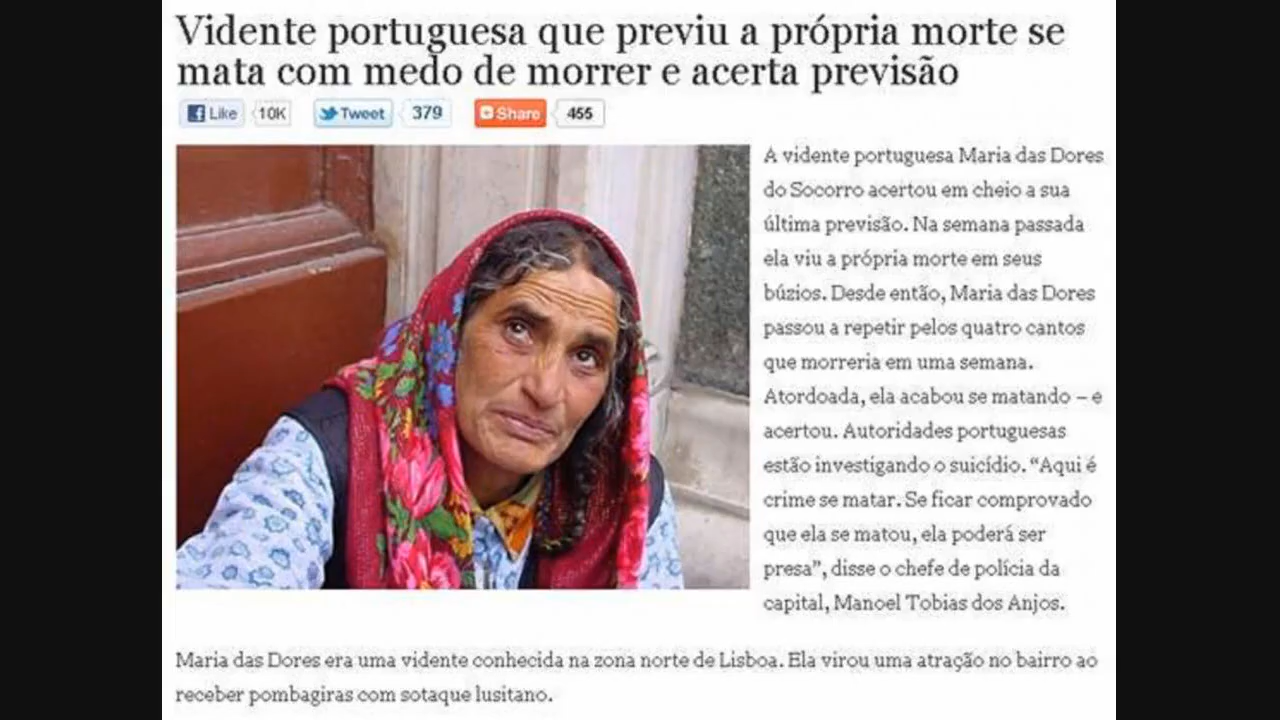 Vidente portuguesa que previu a própria morte se
mata com medo de morrer e acerta previsão
Like 10K Tweet 379 Share 455
A vidente portuguesa Maria das Dores
do Socorro acertou em cheio a sua
última previsão. Na semana passada
ela viu a própria morte em seus
búzios. Desde então, Maria das Dores
passou a repetir pelos quatro cantos
que morreria em uma semana.
Atordoada, ela acabou se matando – e
acertou. Autoridades portuguesas
estão investigando o suicídio. “Aqui é
crime se matar. Se ficar comprovado
que ela se matou, ela poderá ser
presa”, disse o chefe de polícia da
capital, Manoel Tobias dos Anjos.
Maria das Dores era uma vidente conhecida na zona norte de Lisboa. Ela virou uma atração no bairro ao
receber pombagiras com sotaque lusitano.